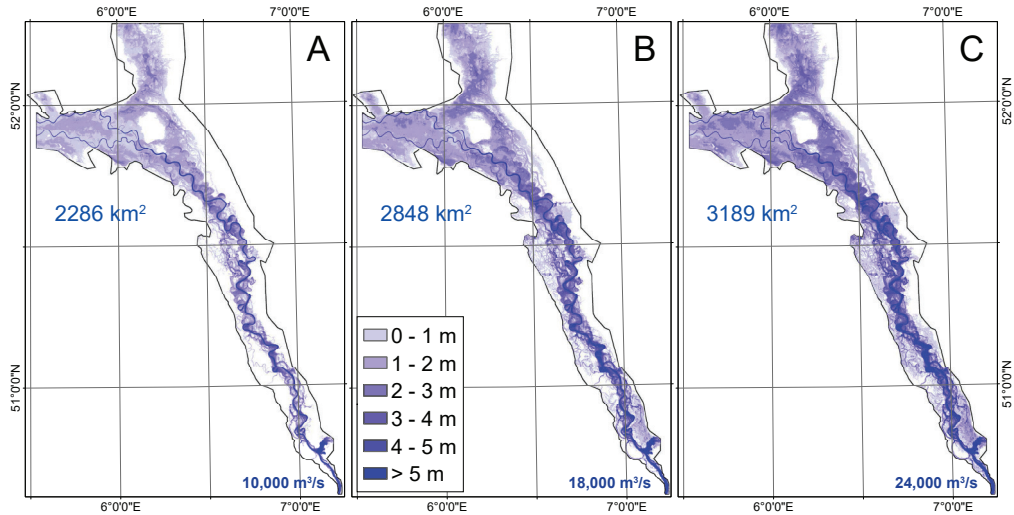 6°0'0"E 7°0'0"E 6°0'0"E 7°0'0"E 6°0'0"E 7°0'0"E
A B C
52°0'0"N 52°0'0"N
2286 km² 2848 km² 3189 km²
0 - 1 m
1 - 2 m
2 - 3 m
3 - 4 m
4 - 5 m
> 5 m
51°0'0"N 51°0'0"N
10,000 m³/s 18,000 m³/s 24,000 m³/s
6°0'0"E 7°0'0"E 6°0'0"E 7°0'0"E 6°0'0"E 7°0'0"E